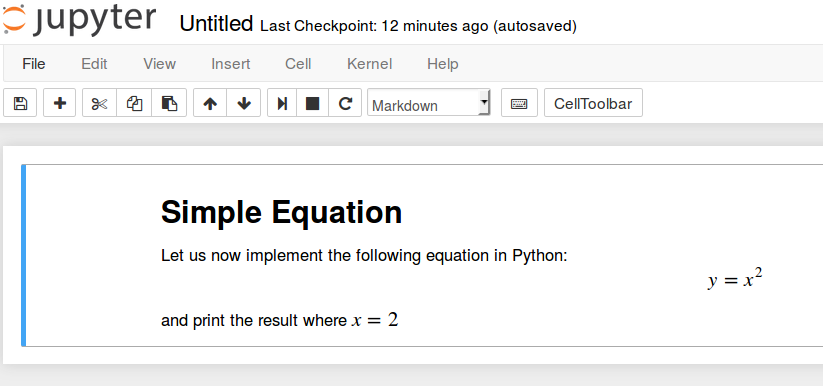 jupyter Untitled Last Checkpoint: 12 minutes ago (autosaved)
File Edit View Insert Cell Kernel Help
Markdown CellToolbar
Simple Equation
Let us now implement the following equation in Python:
y = x²
and print the result where x = 2